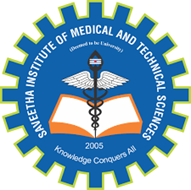 SAVEETHA INSTITUTE OF MEDICAL AND TECHNICAL SCIENCES
(Deemed to be University)
2005
Knowledge Conquers All